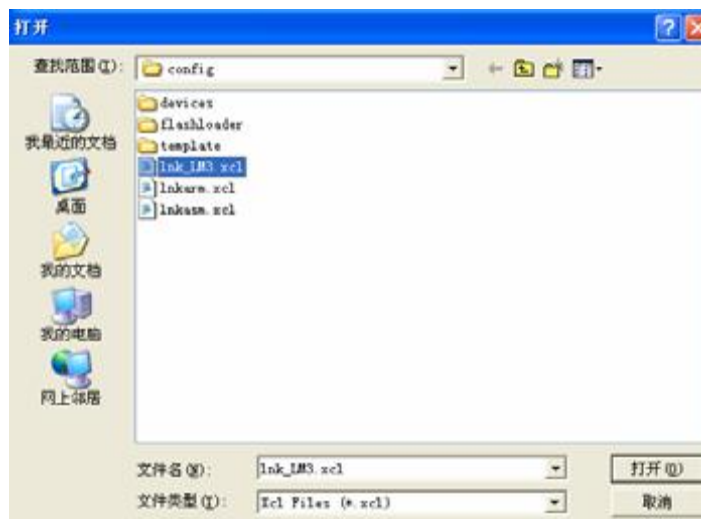 打开
查找范围(I):
config
devices
flashloader
template
lnk_LM3.xcl
lnkarm.xcl
lnkasm.xcl
我最近的文档
桌面
我的文档
我的电脑
网上邻居
文件名(N):
lnk_LM3.xcl
打开(O)
文件类型(T):
Xcl Files (*.xcl)
取消